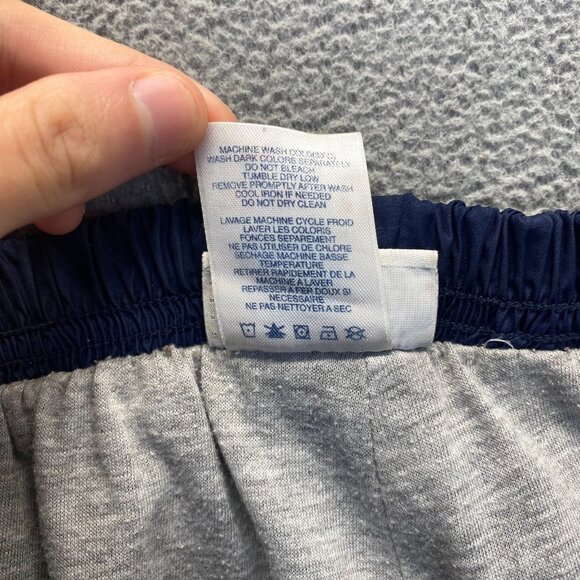 MACHINE WASH COLD(30°C)
WASH DARK COLORS SEPARATELY
DO NOT BLEACH
TUMBLE DRY LOW
REMOVE PROMPTLY AFTER WASH
COOL IRON IF NEEDED
DO NOT DRY CLEAN
LAVAGE MACHINE CYCLE FROID
LAVER LES COLORIS
FONCES SEPAREMENT
NE PAS UTILISER DE CHLORE
SECHAGE MACHINE BASSE
TEMPERATURE
RETIRER RAPIDEMENT DE LA
MACHINE A LAVER
REPASSER A FER DOUX SI
NECESSAIRE
NE PAS NETTOYER A SEC